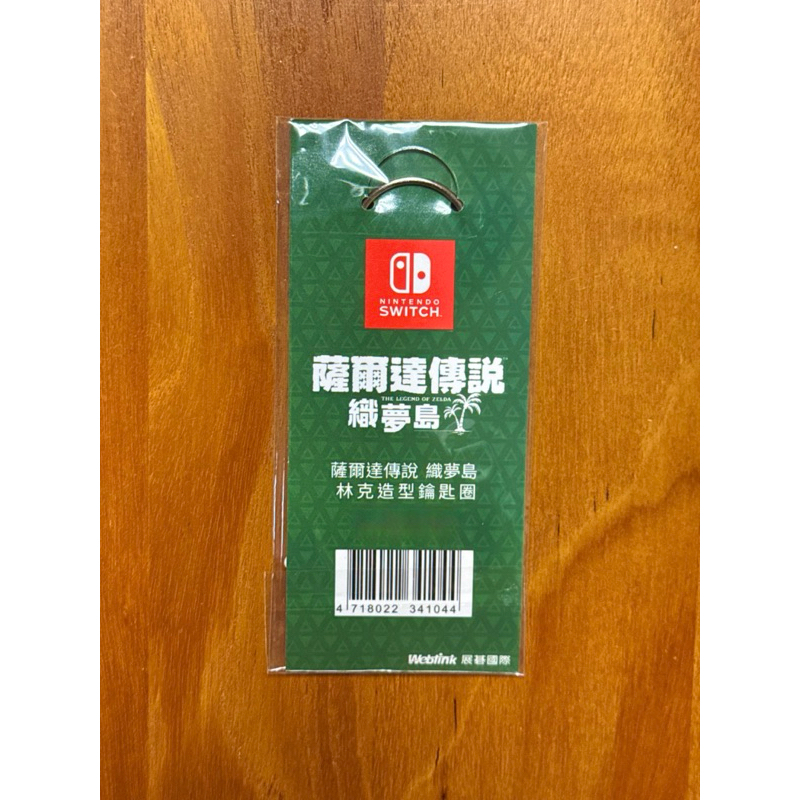 NINTENDO
SWITCH
薩爾達傳說
THE LEGEND OF ZELDA
織夢島
薩爾達傳說 織夢島
林克造型鑰匙圈
4 718022 341044
Weblink 展碁國際